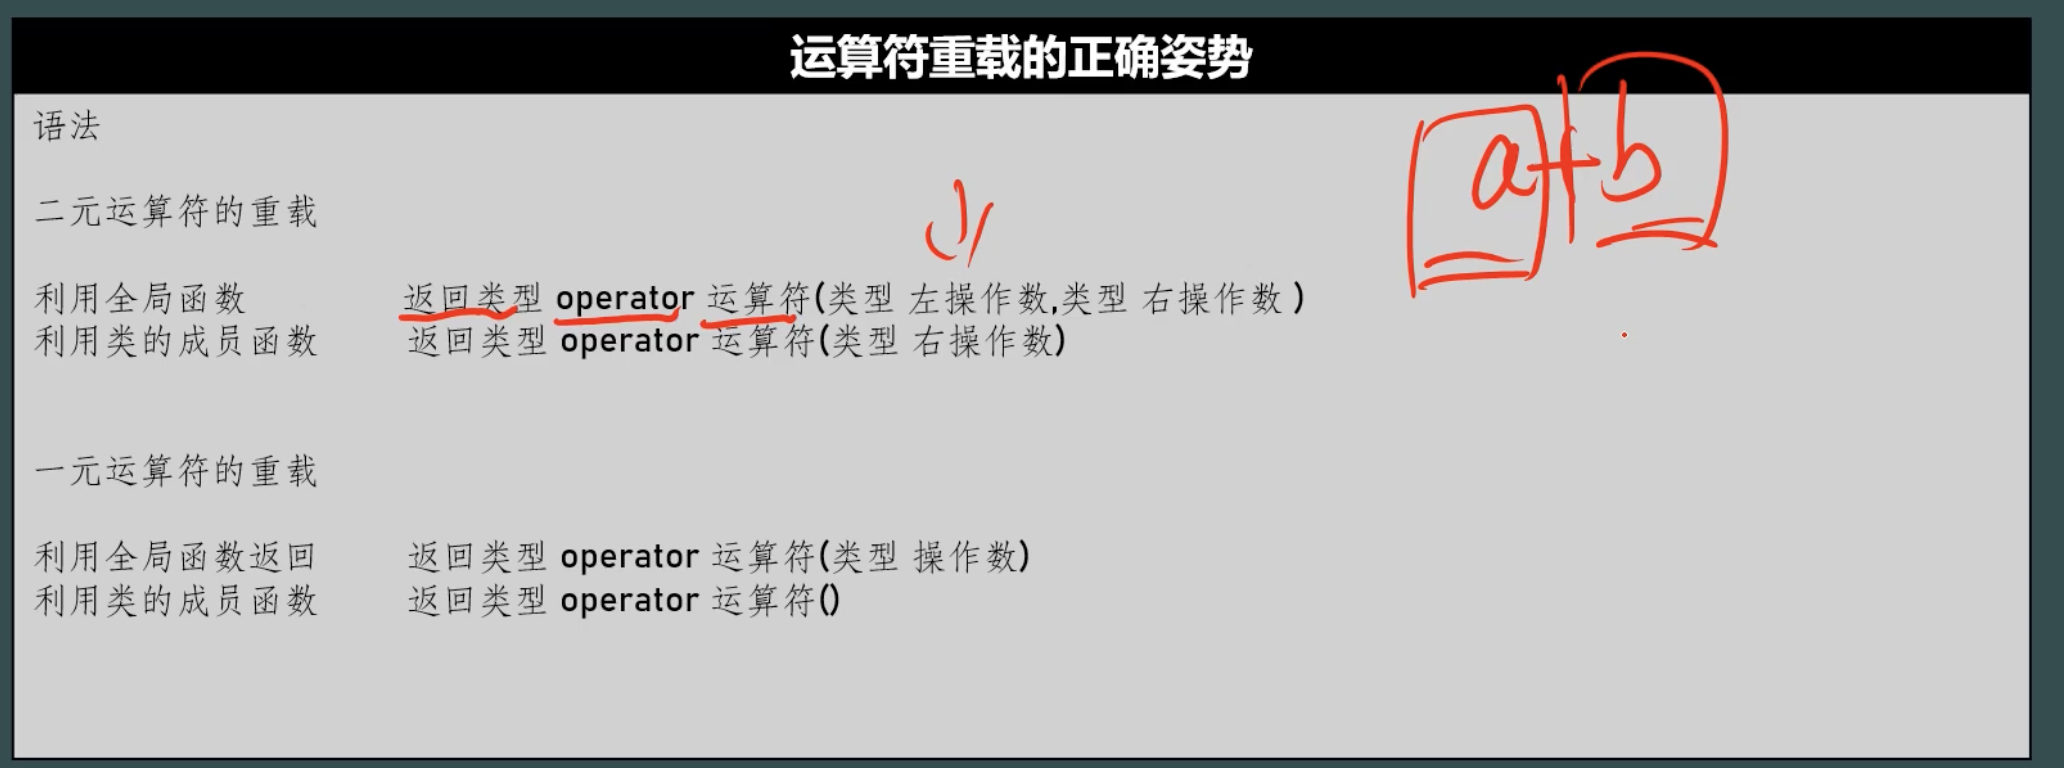 运算符重载的正确姿势
语法
a+b
二元运算符的重载
利用全局函数 返回类型 operator 运算符(类型 左操作数,类型 右操作数 )
利用类的成员函数 返回类型 operator 运算符(类型 右操作数)
一元运算符的重载
利用全局函数返回 返回类型 operator 运算符(类型 操作数)
利用类的成员函数 返回类型 operator 运算符()